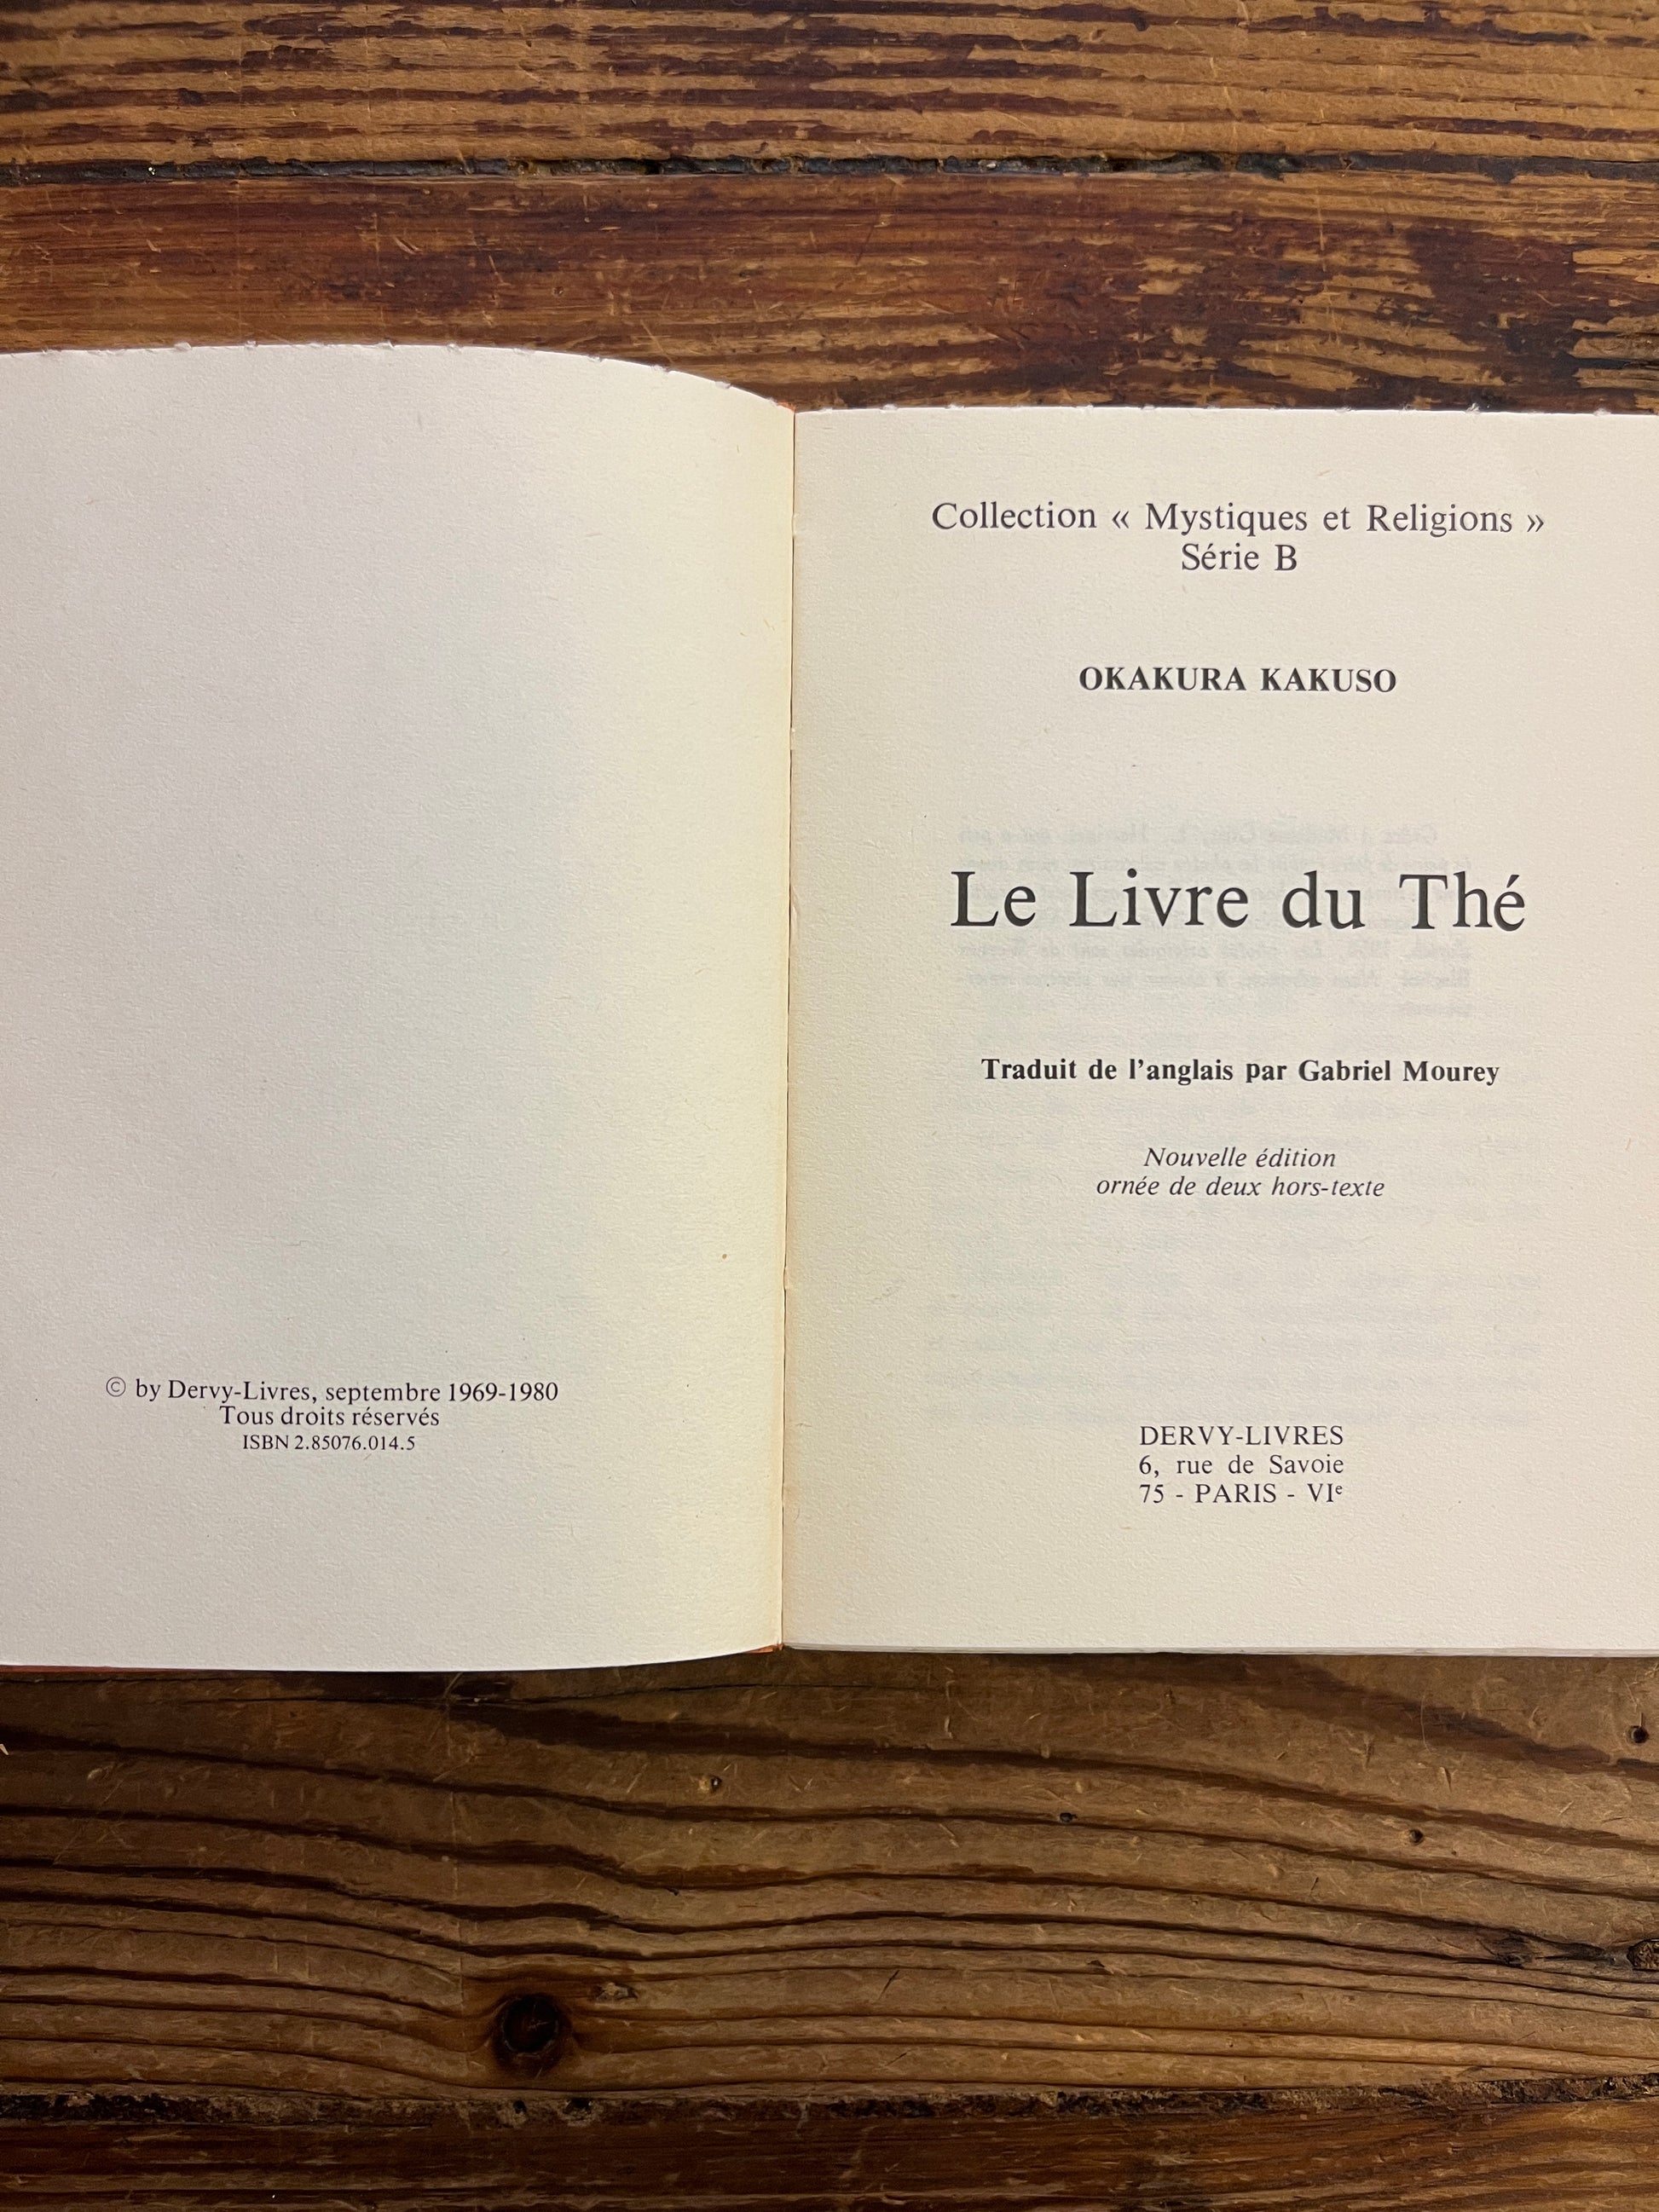 © by Dervy-Livres, septembre 1969-1980
Tous droits réservés
ISBN 2.85076.014.5
Collection « Mystiques et Religions »
Série B
OKAKURA KAKUSO
Le Livre du Thé
Traduit de l'anglais par Gabriel Mourey
Nouvelle édition
ornée de deux hors-texte
DERVY-LIVRES
6, rue de Savoie
75 - PARIS - VIe